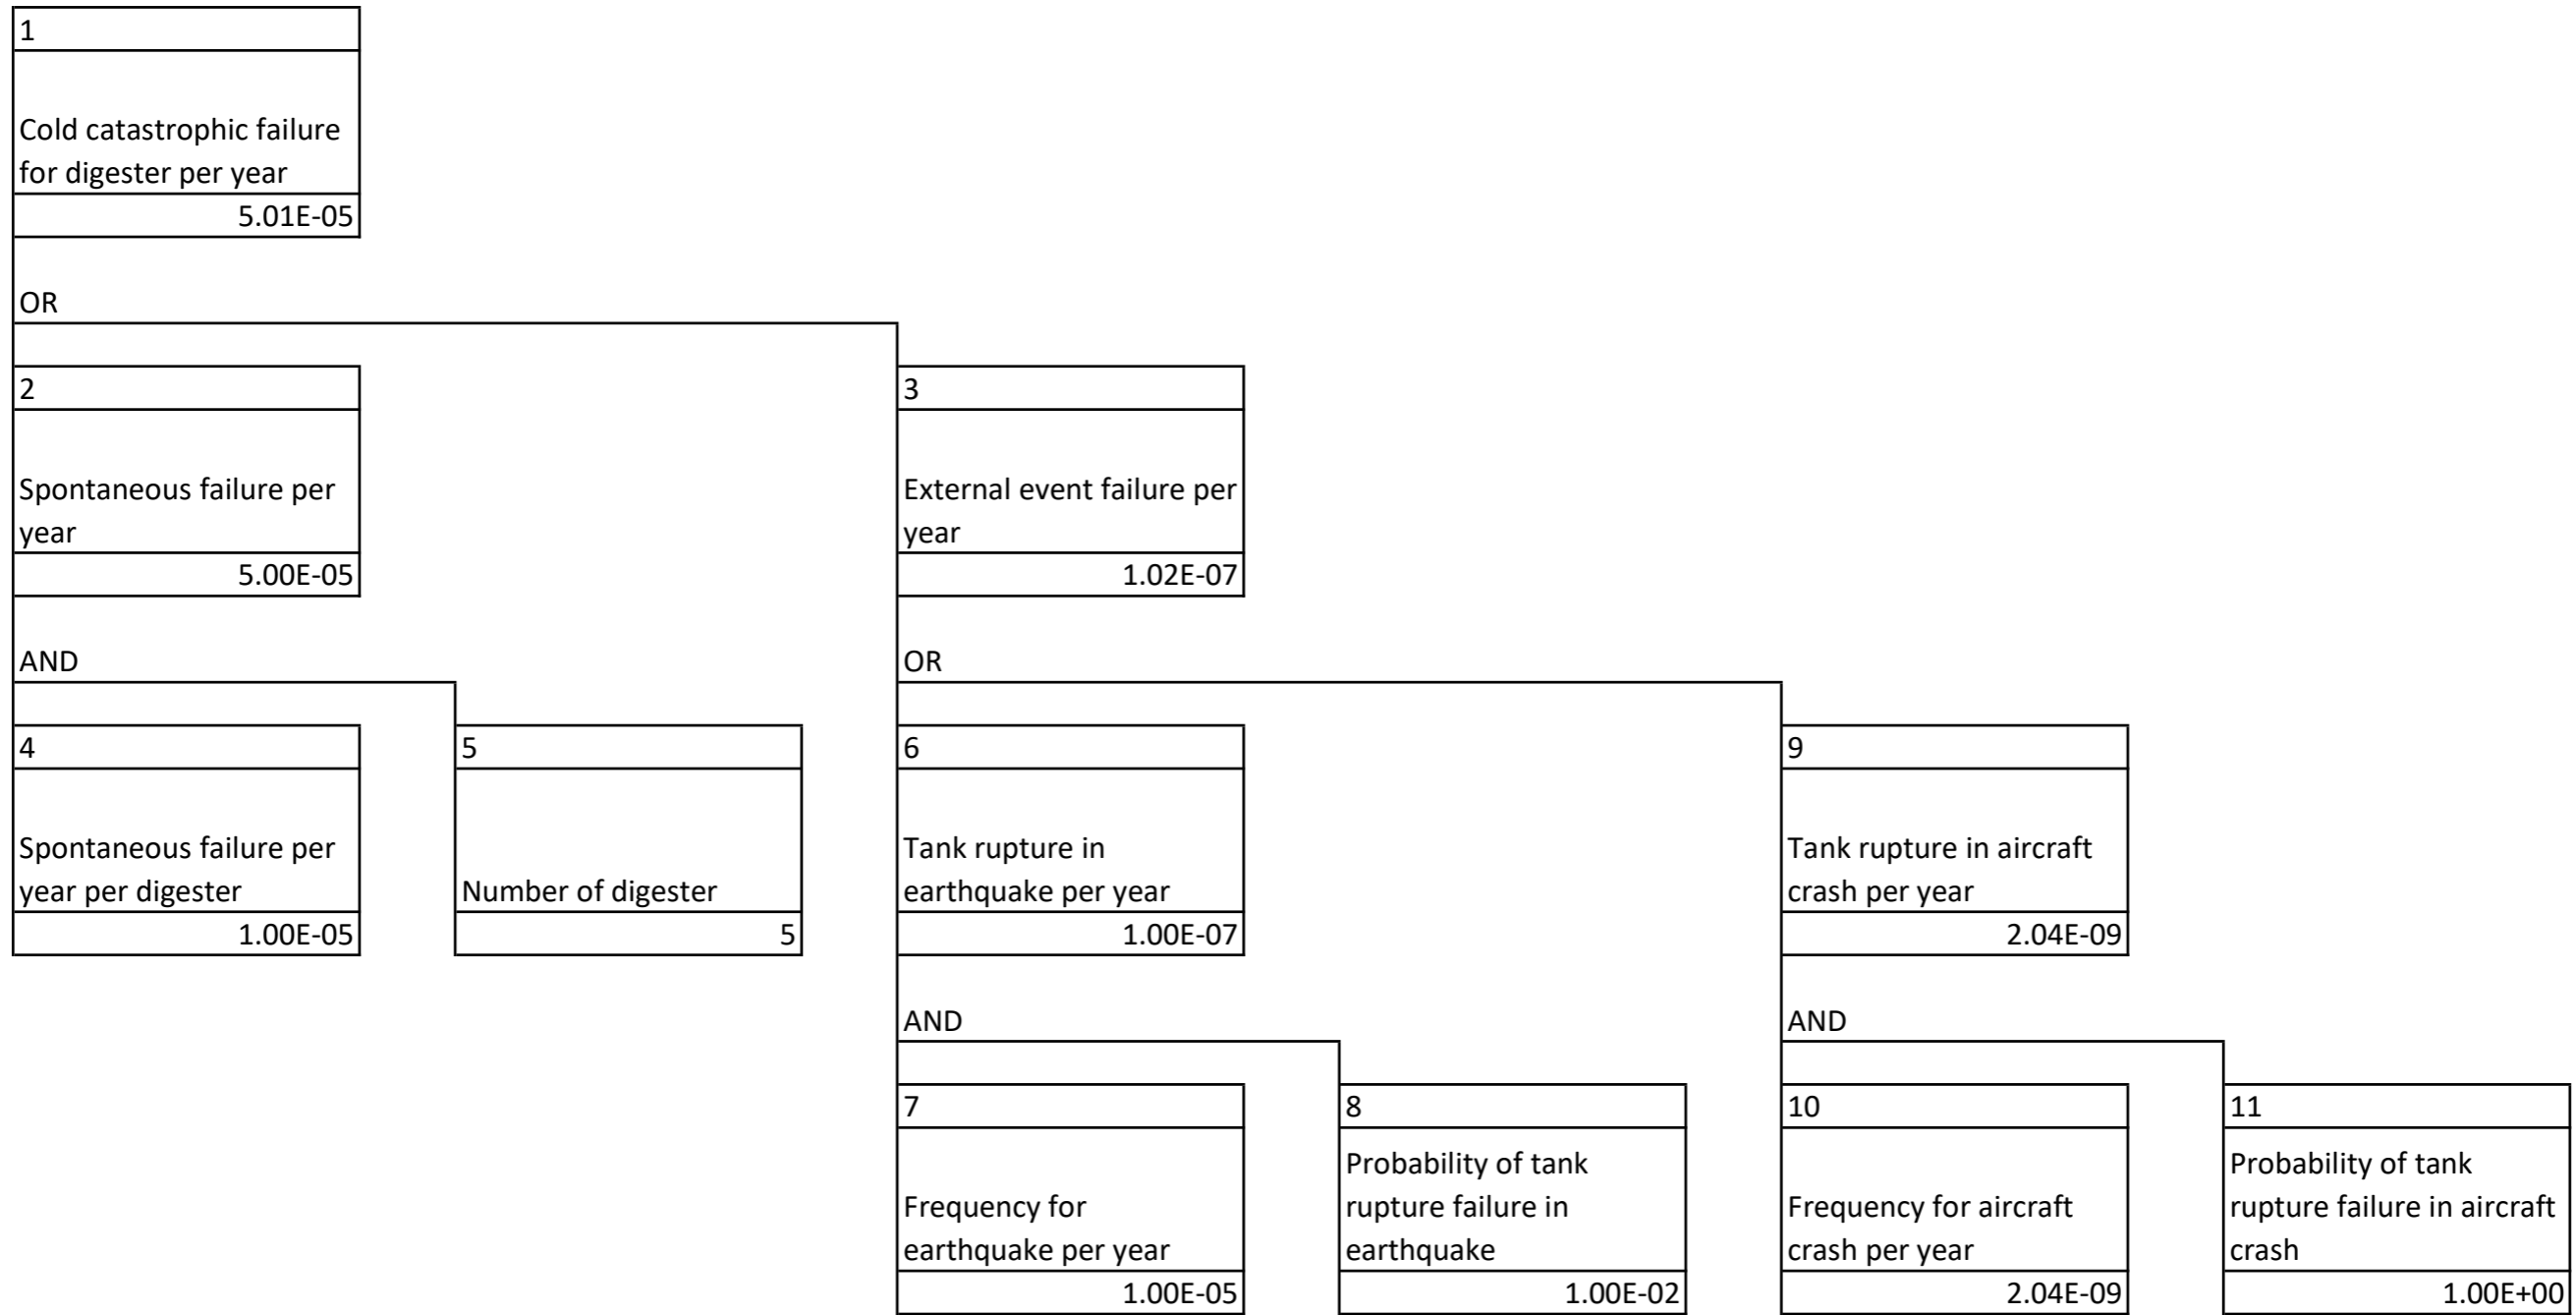 1
Cold catastrophic failure
for digester per year
5.01E-05
OR
2
Spontaneous failure per
year
5.00E-05
3
External event failure per
year
1.02E-07
AND
OR
4
Spontaneous failure per
year per digester
1.00E-05
5
Number of digester
5
6
Tank rupture in
earthquake per year
1.00E-07
9
Tank rupture in aircraft
crash per year
2.04E-09
AND
AND
7
Frequency for
earthquake per year
1.00E-05
8
Probability of tank
rupture failure in
earthquake
1.00E-02
10
Frequency for aircraft
crash per year
2.04E-09
11
Probability of tank
rupture failure in aircraft
crash
1.00E+00